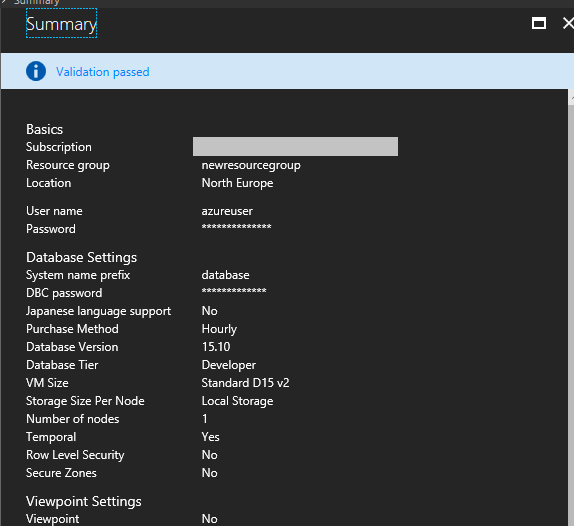 Summary
Summary
Validation passed
Basics
Subscription
Resource group newresourcegroup
Location North Europe
User name azureuser
Password **************
Database Settings
System name prefix database
DBC password *************
Japanese language support No
Purchase Method Hourly
Database Version 15.10
Database Tier Developer
VM Size Standard D15 v2
Storage Size Per Node Local Storage
Number of nodes 1
Temporal Yes
Row Level Security No
Secure Zones No
Viewpoint Settings
Viewpoint No